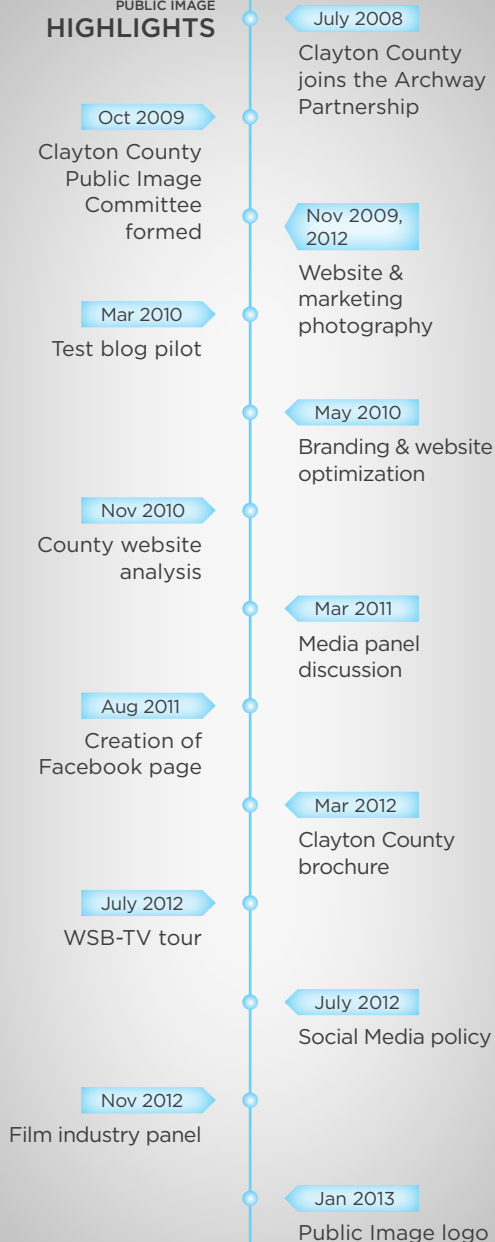 PUBLIC IMAGE
HIGHLIGHTS
July 2008
Clayton County
joins the Archway
Partnership
Oct 2009
Clayton County
Public Image
Committee
formed
Nov 2009,
2012
Website &
marketing
photography
Mar 2010
Test blog pilot
May 2010
Branding & website
optimization
Nov 2010
County website
analysis
Mar 2011
Media panel
discussion
Aug 2011
Creation of
Facebook page
Mar 2012
Clayton County
brochure
July 2012
WSB-TV tour
July 2012
Social Media policy
Nov 2012
Film industry panel
Jan 2013
Public Image logo